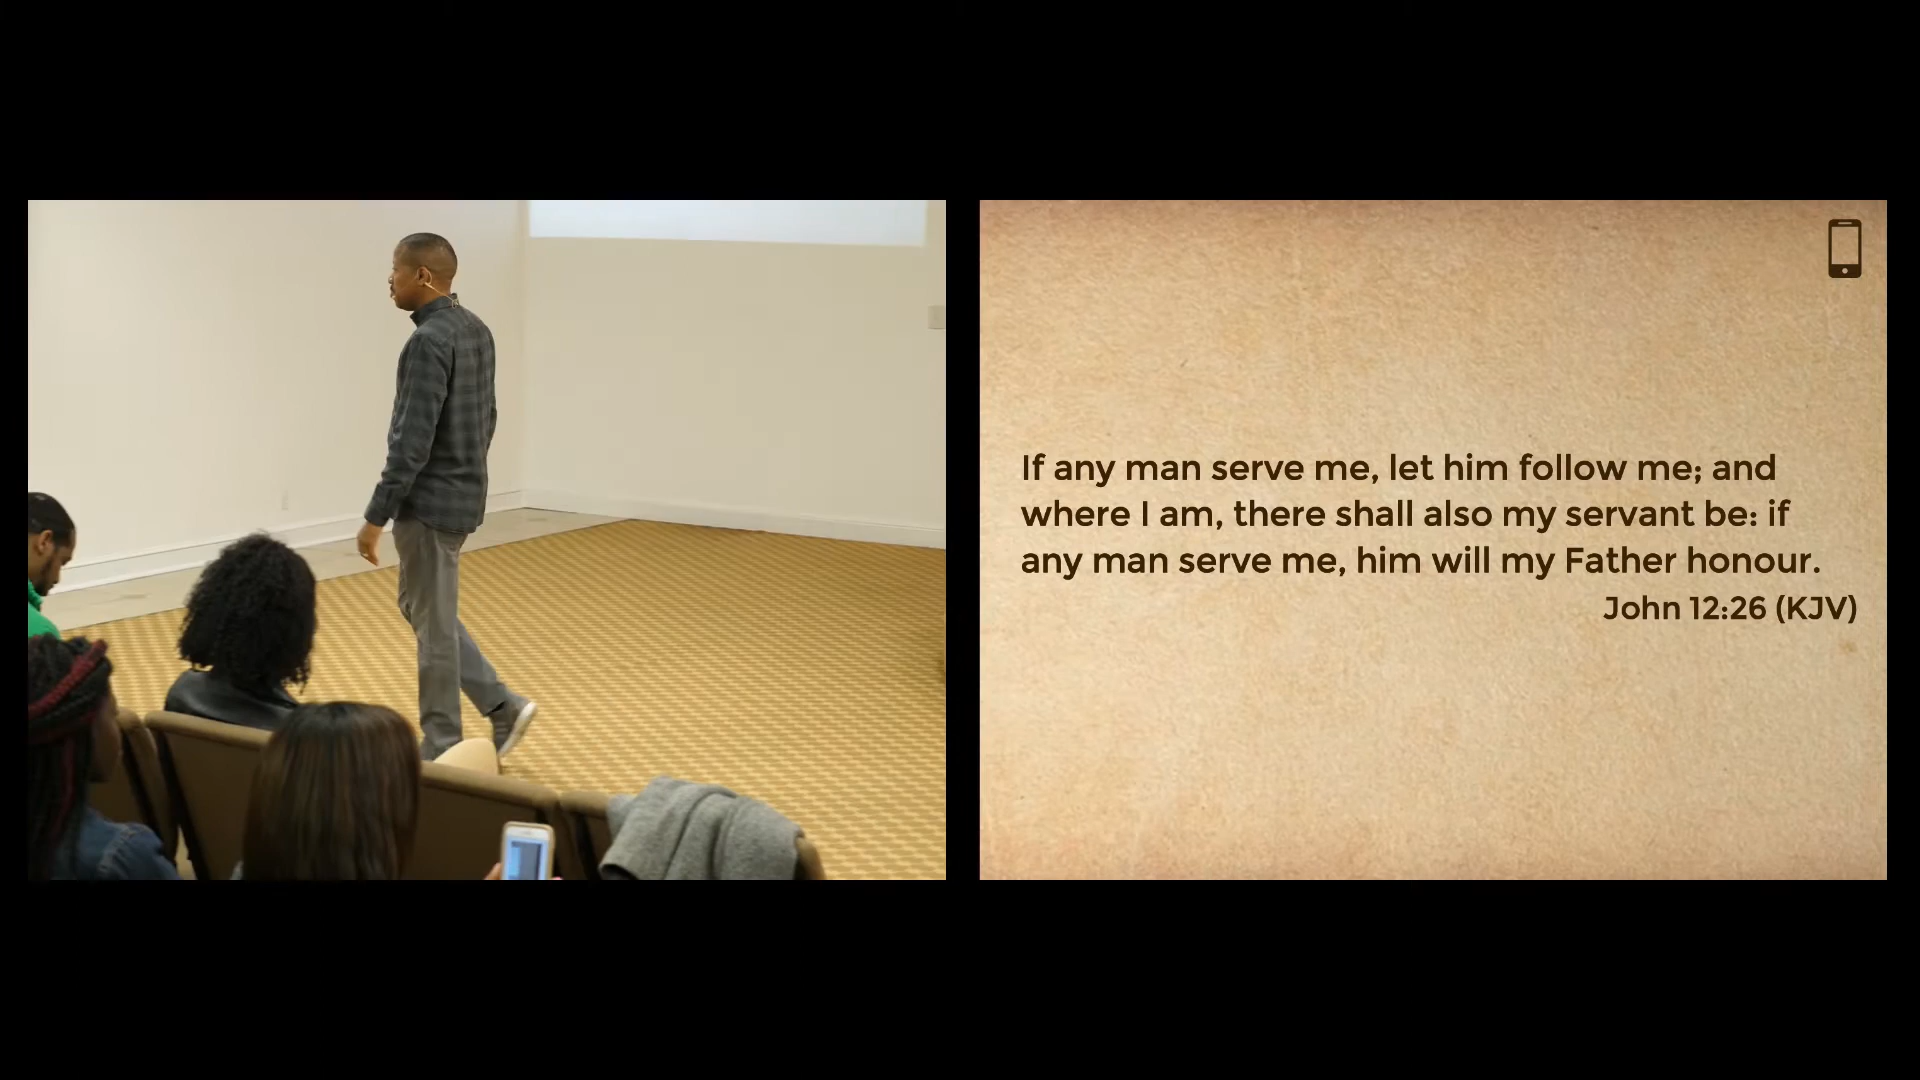 If any man serve me, let him follow me; and
where I am, there shall also my servant be: if
any man serve me, him will my Father honour.
John 12:26 (KJV)